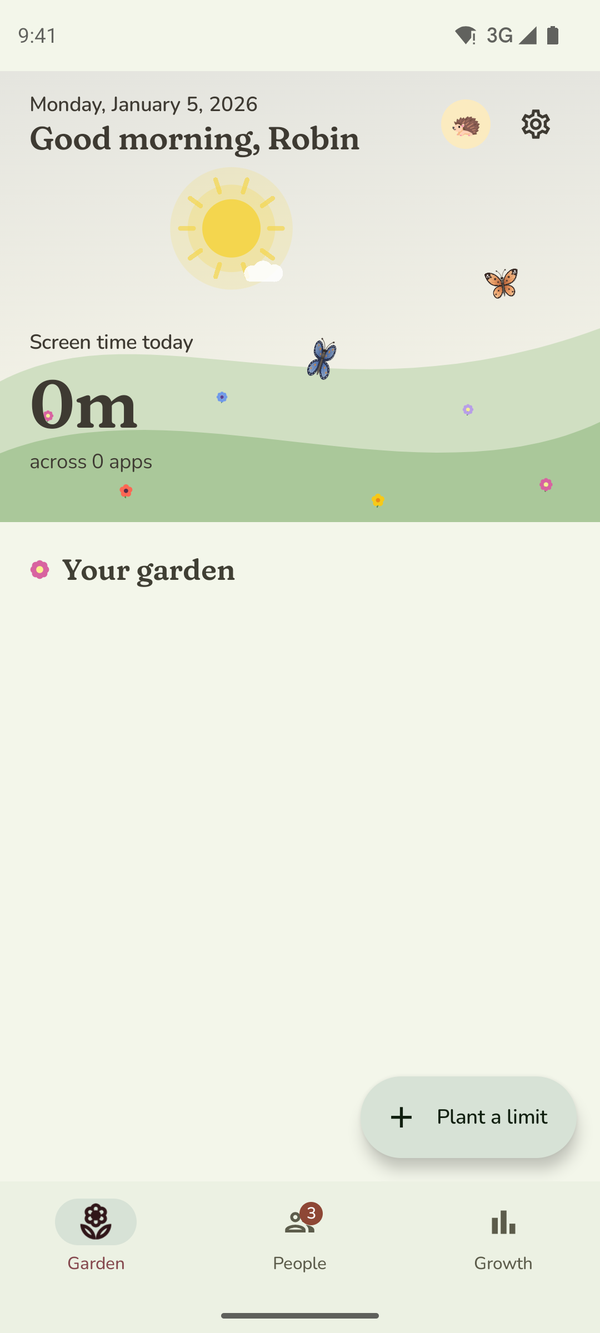 9:41
3G
Monday, January 5, 2026
Good morning, Robin
Screen time today
0m
across 0 apps
Your garden
Plant a limit
3
Garden
People
Growth